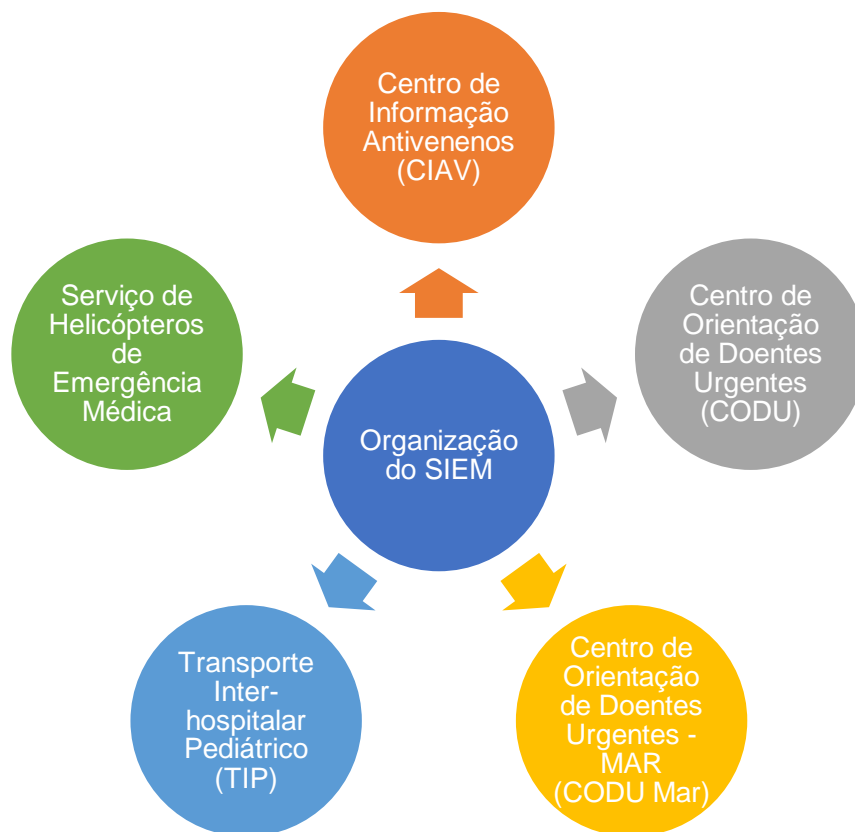 Centro de
Informação
Antivenenos
(CIAV)
Serviço de
Helicópteros
de
Emergência
Médica
Centro de
Orientação
de Doentes
Urgentes
(CODU)
Organização
do SIEM
Transporte
Inter-
hospitalar
Pediátrico
(TIP)
Centro de
Orientação
de Doentes
Urgentes -
MAR
(CODU Mar)